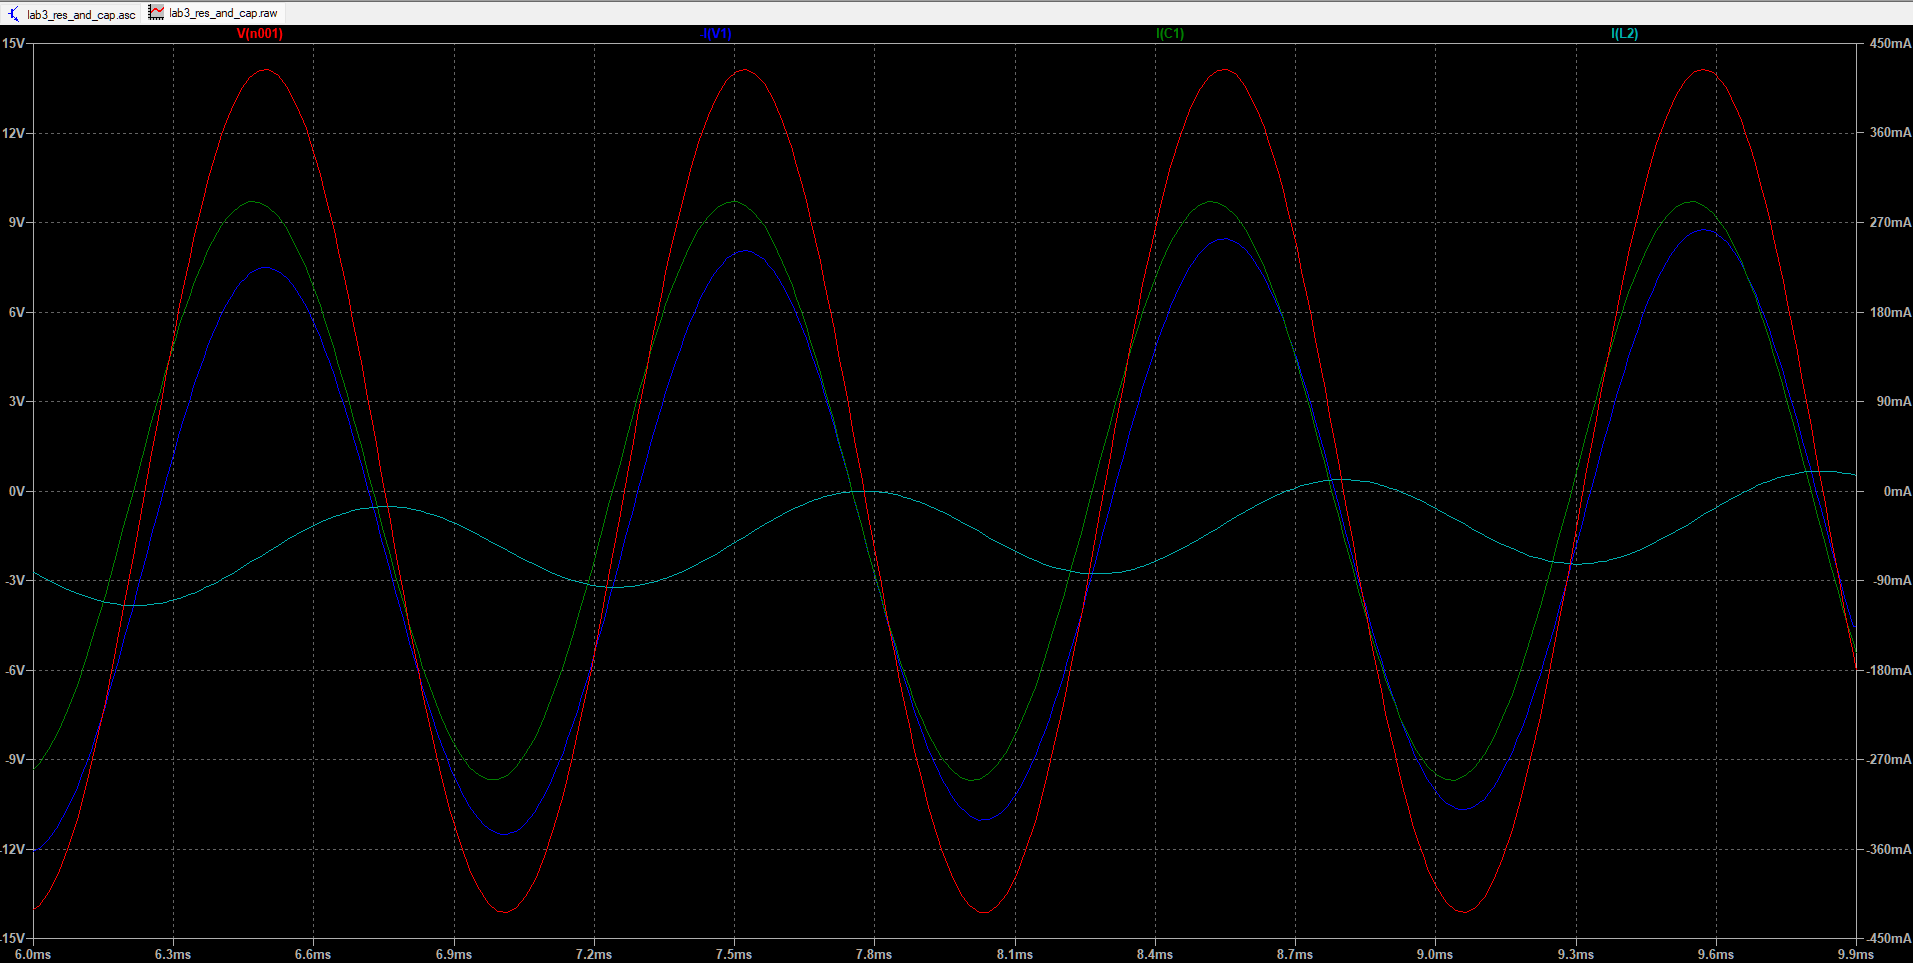 lab3_res_and_cap.asc lab3_res_and_cap.raw
V(n001) -I(V1) I(C1) I(L2)
15V 450mA
12V 360mA
9V 270mA
6V 180mA
3V 90mA
0V 0mA
-3V -90mA
-6V -180mA
-9V -270mA
-12V -360mA
-15V -450mA
6.0ms 6.3ms 6.6ms 6.9ms 7.2ms 7.5ms 7.8ms 8.1ms 8.4ms 8.7ms 9.0ms 9.3ms 9.6ms 9.9ms